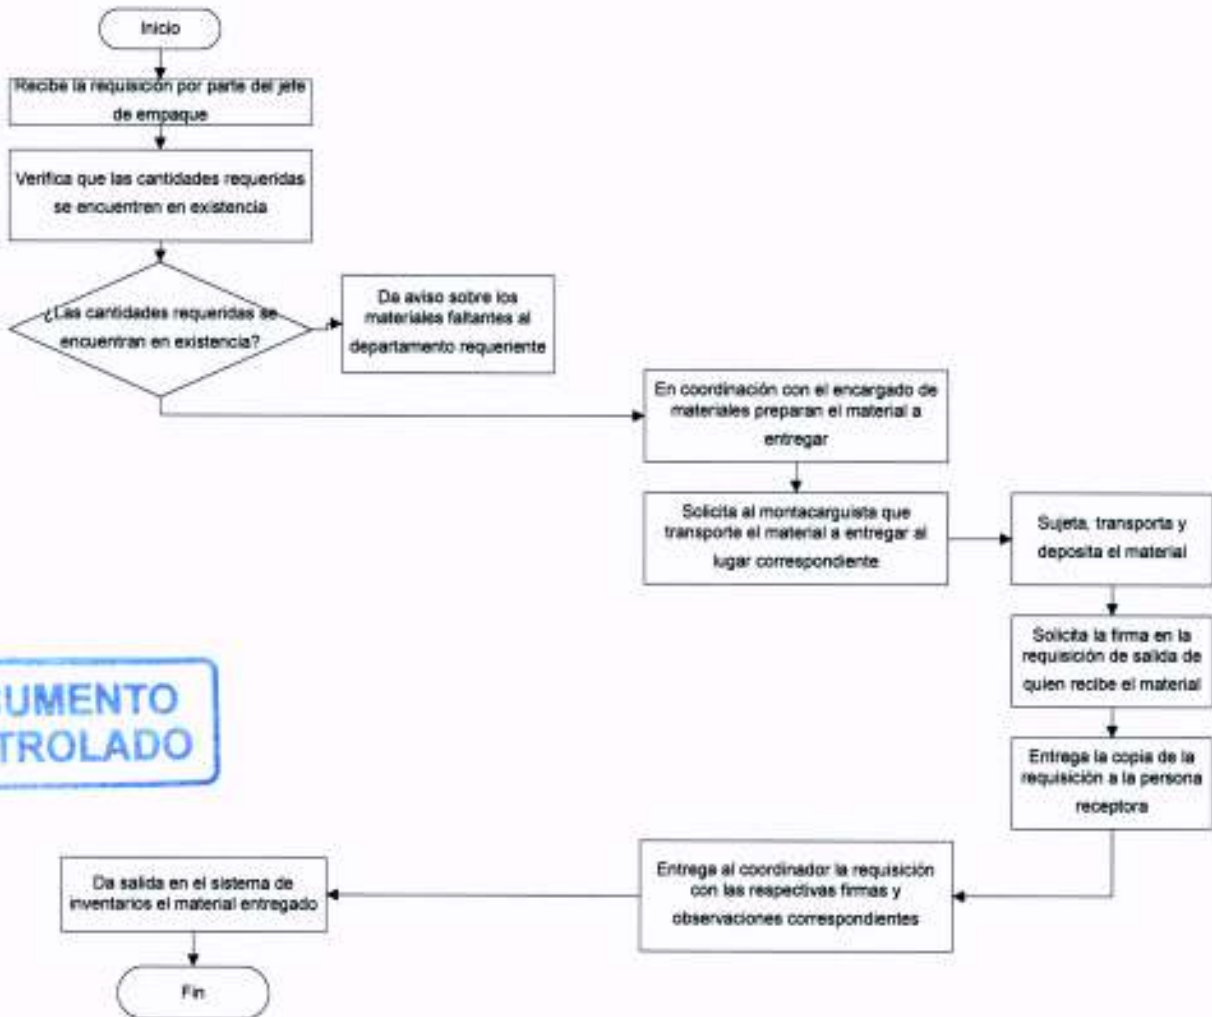 Inicio
Recibe la requisición por parte del jefe
de empaque
Verifica que las cantidades requeridas
se encuentren en existencia
¿Las cantidades requeridas se
encuentran en existencia?
Da aviso sobre los
materiales faltantes al
departamento requeriente
En coordinación con el encargado de
materiales preparan el material a
entregar
Solicita al montacarguista que
transporte el material a entregar al
lugar correspondiente
Sujeta, transporta y
deposita el material
Solicita la firma en la
requisición de salida de
quien recibe el material
Entrega la copia de la
requisición a la persona
receptora
Entrega al coordinador la requisición
con las respectivas firmas y
observaciones correspondientes
Da salida en el sistema de
inventarios el material entregado
Fin
UMENTO
TROLADO